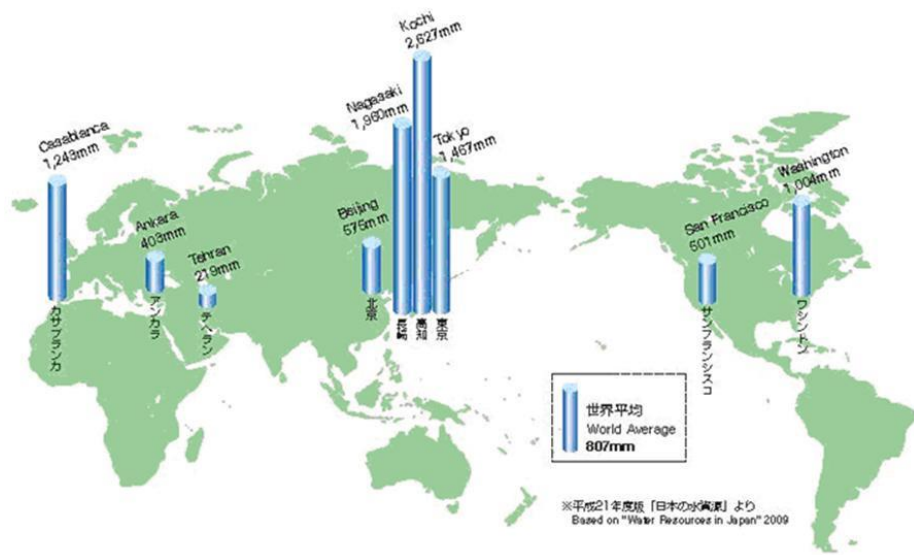 Kochi
2,627mm
Nagasaki
1,960mm
Tokyo
1,467mm
Casablanca
1,243mm
Ankara
403mm
Tehran
219mm
Beijing
575mm
San Francisco
501mm
Washington
1,004mm
カサブランカ
アンカラ
テヘラン
北京
長崎
高知
東京
サンフランシスコ
ワシントン
世界平均
World Average
807mm
※平成21年度版「日本の水資源」より
Based on "Water Resources in Japan" 2009